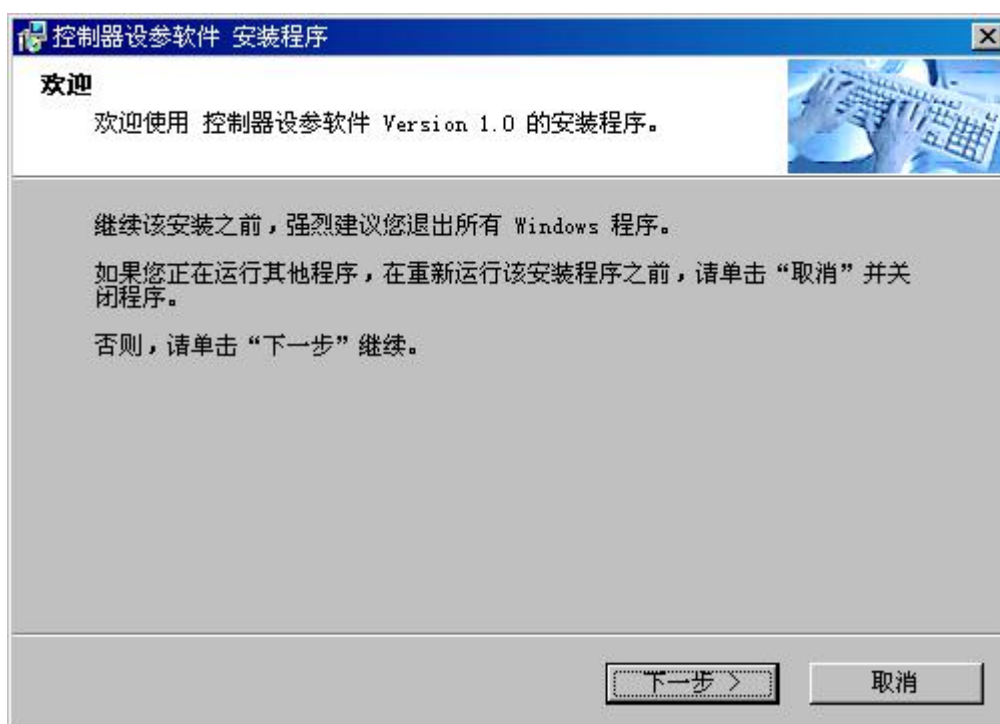 控制器设参软件 安装程序
欢迎
欢迎使用 控制器设参软件 Version 1.0 的安装程序。
继续该安装之前，强烈建议您退出所有 Windows 程序。
如果您正在运行其他程序，在重新运行该安装程序之前，请单击“取消”并关
闭程序。
否则，请单击“下一步”继续。
下一步 >
取消